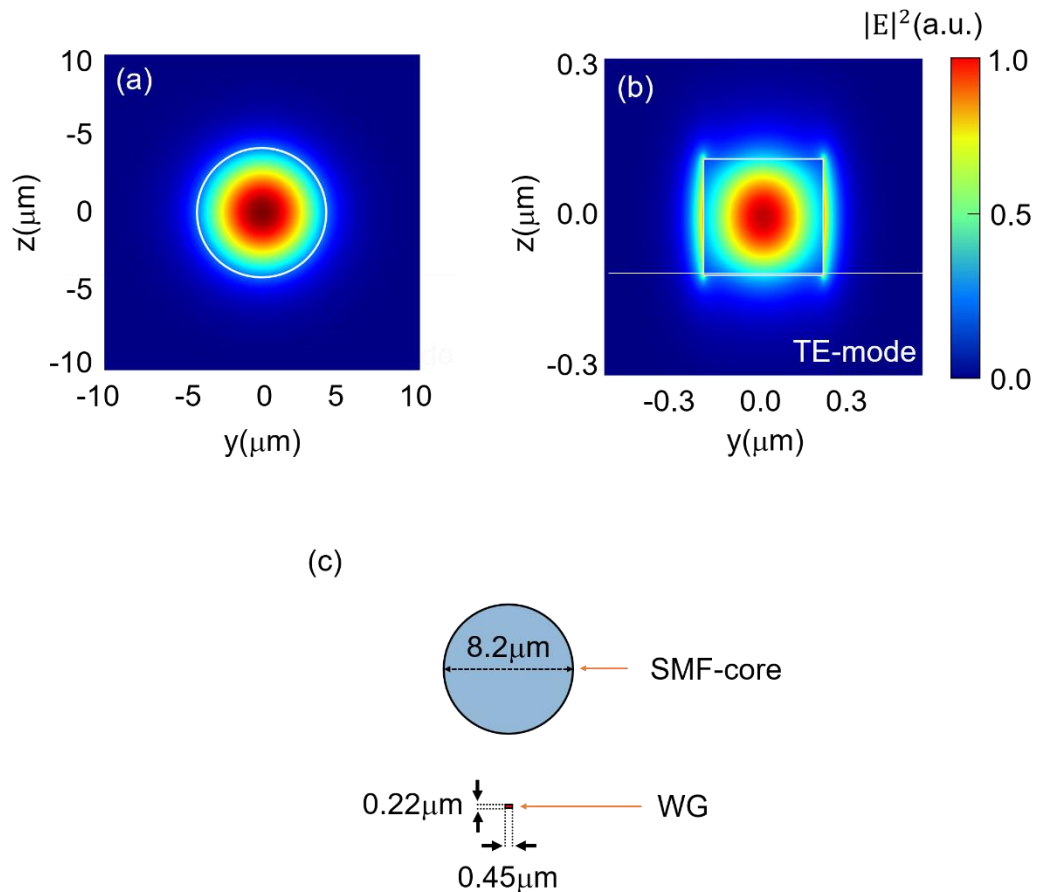 |E|²(a.u.)
(a)
10
-5
0
-5
-10
z(μm)
-10
-5
0
5
10
y(μm)
(b)
0.3
0.0
-0.3
z(μm)
TE-mode
-0.3
0.0
0.3
y(μm)
1.0
0.5
0.0
(c)
8.2μm
SMF-core
0.22μm
WG
0.45μm